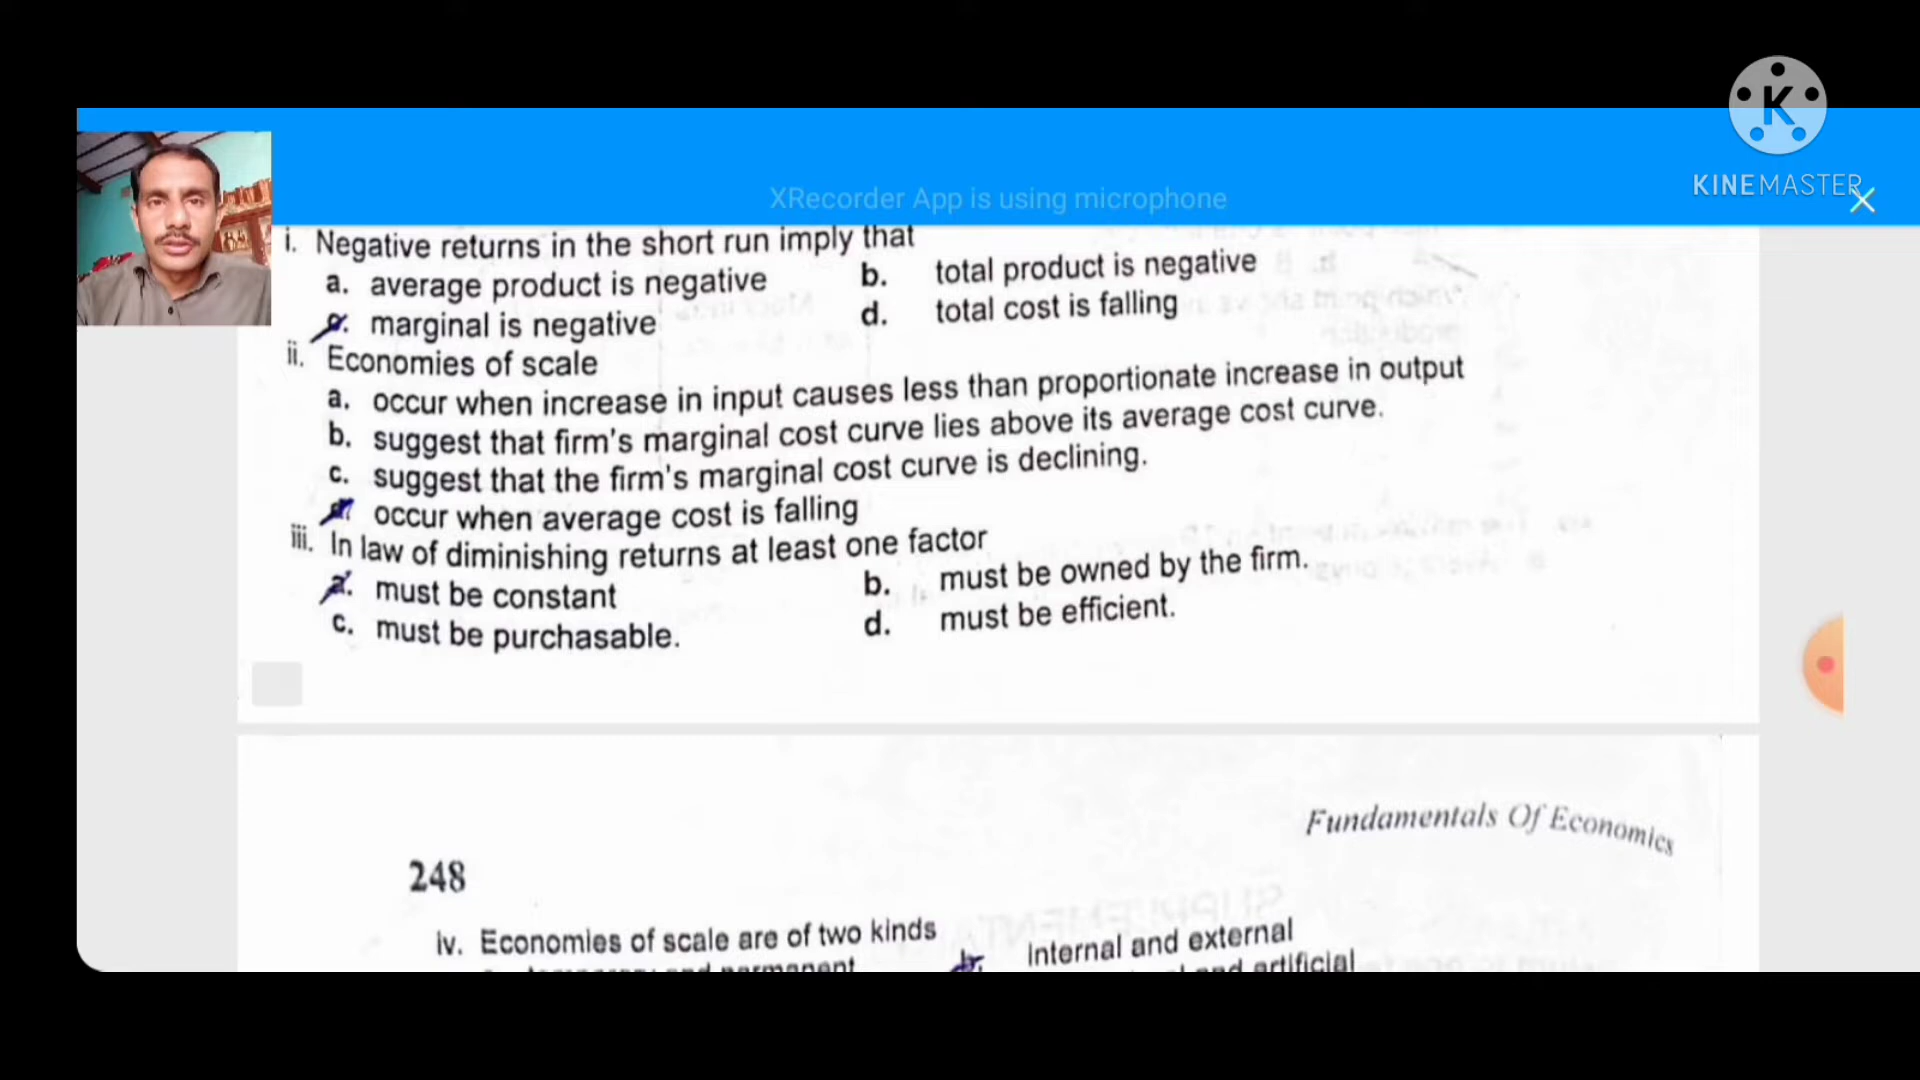 KINEMASTER
XRecorder App is using microphone
i. Negative returns in the short run imply that
a. average product is negative b. total product is negative
c. marginal is negative d. total cost is falling
ii. Economies of scale
a. occur when increase in input causes less than proportionate increase in output
b. suggest that firm's marginal cost curve lies above its average cost curve.
c. suggest that the firm's marginal cost curve is declining.
d. occur when average cost is falling
iii. In law of diminishing returns at least one factor
a. must be constant b. must be owned by the firm.
c. must be purchasable. d. must be efficient.
Fundamentals Of Economics
248
iv. Economies of scale are of two kinds
temporary and permanent b. Internal and external
and artificial